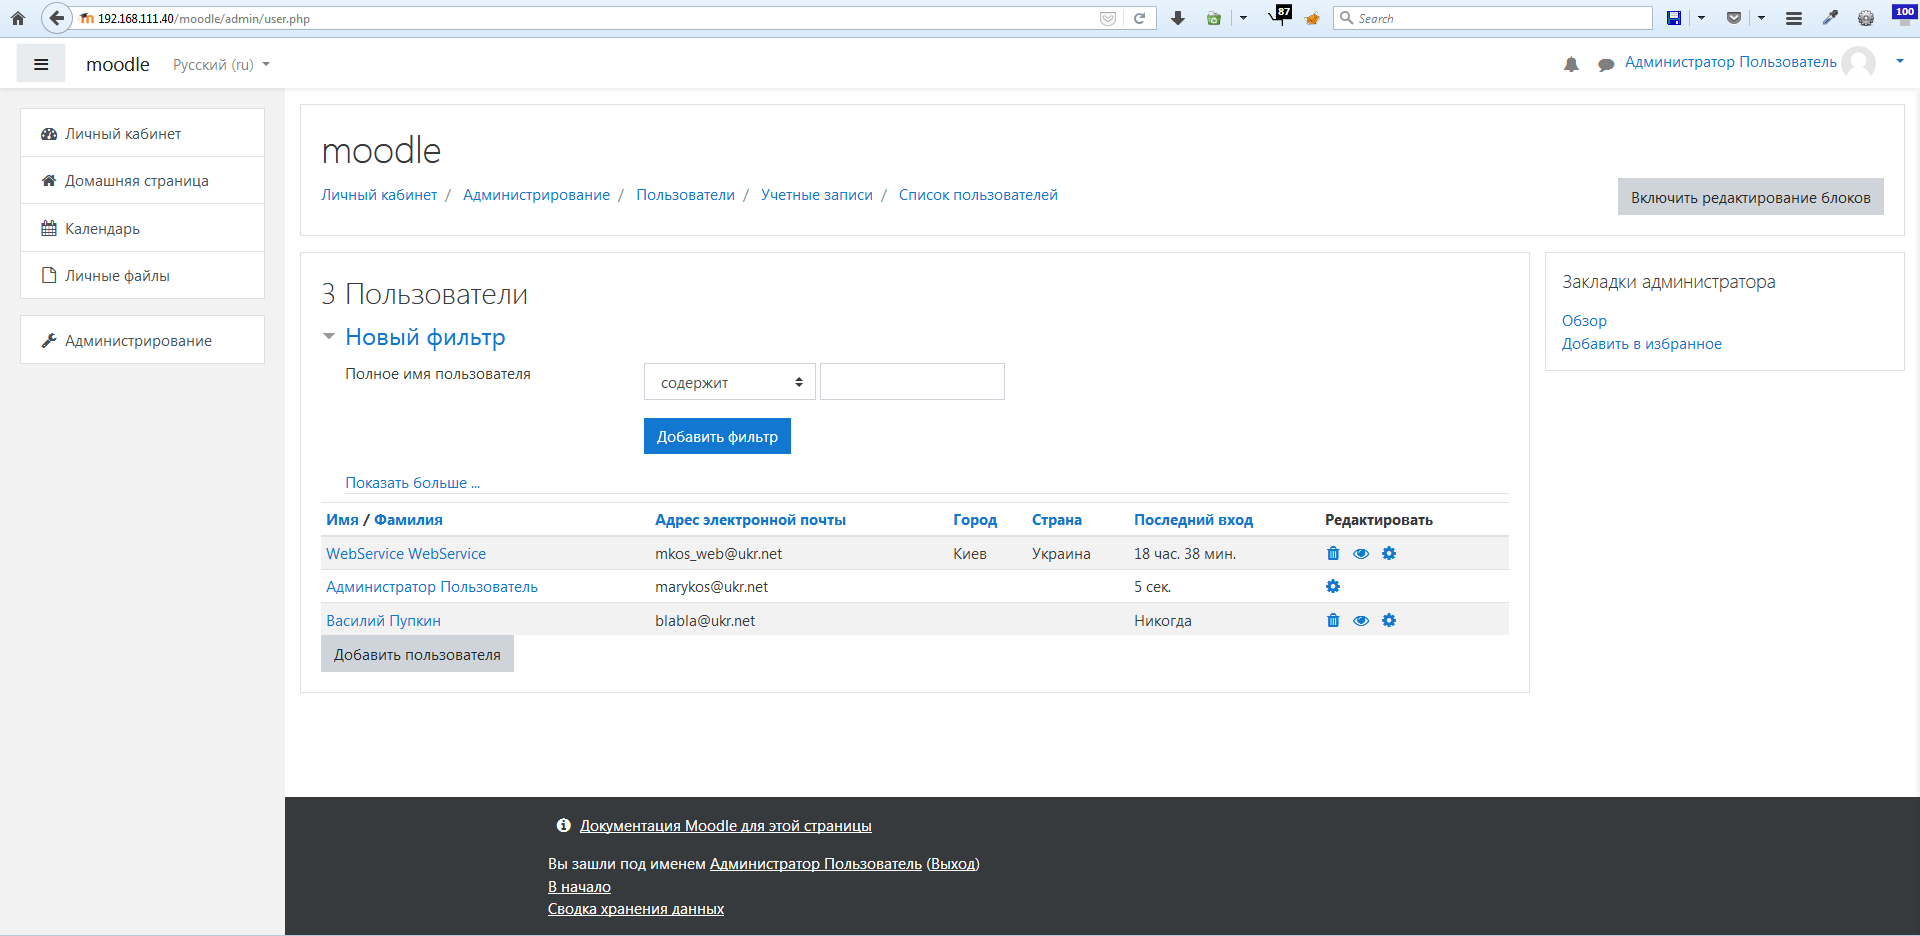 192.168.111.40/moodle/admin/user.php
87
Search
100
moodle Русский (ru)
Администратор Пользователь
Личный кабинет
Домашняя страница
Календарь
Личные файлы
Администрирование
moodle
Личный кабинет / Администрирование / Пользователи / Учетные записи / Список пользователей
Включить редактирование блоков
3 Пользователи
Новый фильтр
Полное имя пользователя содержит
Добавить фильтр
Показать больше ...
Имя / Фамилия Адрес электронной почты Город Страна Последний вход Редактировать
WebService WebService mkos_web@ukr.net Киев Украина 18 час. 38 мин.
Администратор Пользователь marykos@ukr.net 5 сек.
Василий Пупкин blabla@ukr.net Никогда
Добавить пользователя
Закладки администратора
Обзор
Добавить в избранное
Документация Moodle для этой страницы
Вы зашли под именем Администратор Пользователь (Выход)
В начало
Сводка хранения данных